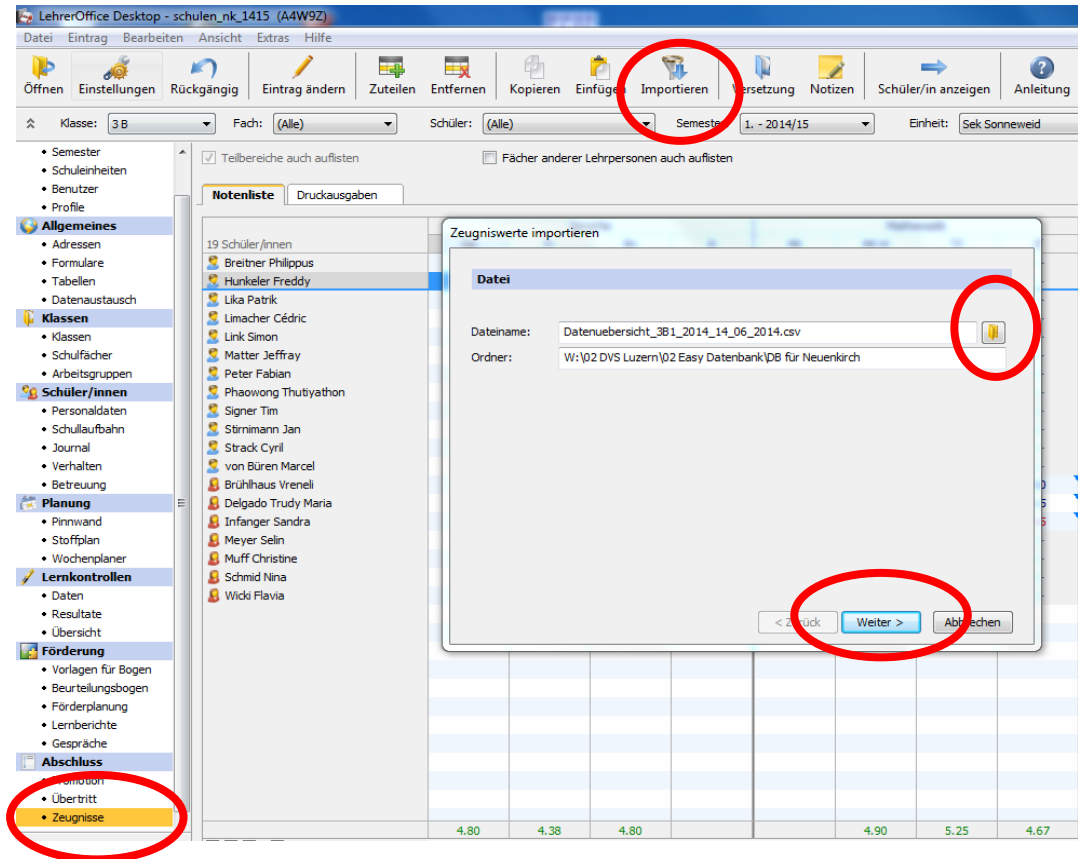 LehrerOffice Desktop - schulen_nk_1415 (A4W9Z)
Datei Eintrag Bearbeiten Ansicht Extras Hilfe
Öffnen Einstellungen Rückgängig Eintrag ändern Zuteilen Entfernen Kopieren Einfügen Importieren Versetzung Notizen Schüler/in anzeigen Anleitung
Klasse: 3 B Fach: (Alle) Schüler: (Alle) Semester 1. - 2014/15 Einheit: Sek Sonneweid
• Semester
• Schuleinheiten
• Benutzer
• Profile
Allgemeines
• Adressen
• Formulare
• Tabellen
• Datenaustausch
Klassen
• Klassen
• Schulfächer
• Arbeitsgruppen
Schüler/innen
• Personaldaten
• Schullaufbahn
• Journal
• Verhalten
• Betreuung
Planung
• Pinnwand
• Stoffplan
• Wochenplaner
Lernkontrollen
• Daten
• Resultate
• Übersicht
Förderung
• Vorlagen für Bogen
• Beurteilungsbogen
• Förderplanung
• Lernberichte
• Gespräche
Abschluss
• Promotion
• Übertritt
• Zeugnisse
Teilbereiche auch auflisten Fächer anderer Lehrpersonen auch auflisten
Notenliste Druckausgaben
19 Schüler/innen
Breitner Philippus
Hunkeler Freddy
Lika Patrik
Limacher Cédric
Link Simon
Matter Jeffray
Peter Fabian
Phaowong Thutiyathon
Signer Tim
Stirnimann Jan
Strack Cyril
von Büren Marcel
Brühlhaus Vreneli
Delgado Trudy Maria
Infanger Sandra
Meyer Selin
Muff Christine
Schmid Nina
Wicki Flavia
Zeugniswerte importieren
Datei
Dateiname: Datenuebersicht_3B1_2014_14_06_2014.csv
Ordner: W:\02 DVS Luzern\02 Easy Datenbank\DB für Neuenkirch
< Zurück Weiter > Abbrechen
4.80 4.38 4.80 4.90 5.25 4.67